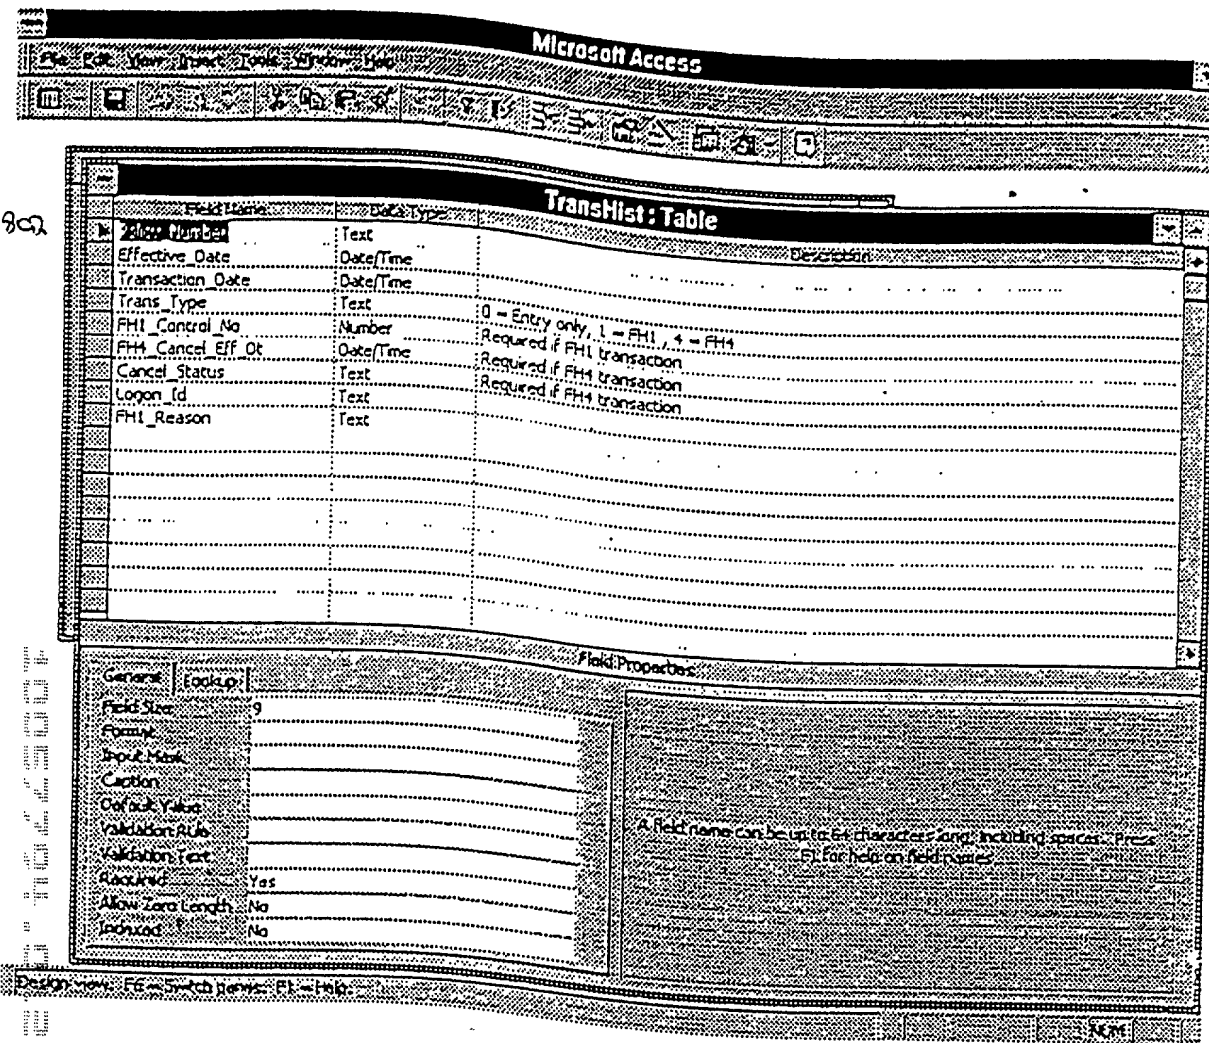 Microsoft Access
File Edit View Insert Tools Window Help
TransHist : Table
802
Field Name Data Type Description
Number Text
Effective_Date Date/Time
Transaction_Date Date/Time
Trans_Type Text 0 = Entry only, 1 = FH1, 4 = FH4
FH1_Control_No Number Required if FH1 transaction
FH4_Cancel_Eff_Dt Date/Time Required if FH4 transaction
Cancel_Status Text Required if FH4 transaction
Logon_Id Text
FH1_Reason Text
Field Properties
General Lookup
Field Size 9
Format
Input Mask
Caption
Default Value
Validation Rule
Validation Text
Required Yes
Allow Zero Length No
Indexed No
A field name can be up to 64 characters long, including spaces. Press
F1 for help on field names.
Design view. F6 = Switch panes. F1 = Help.
NUM